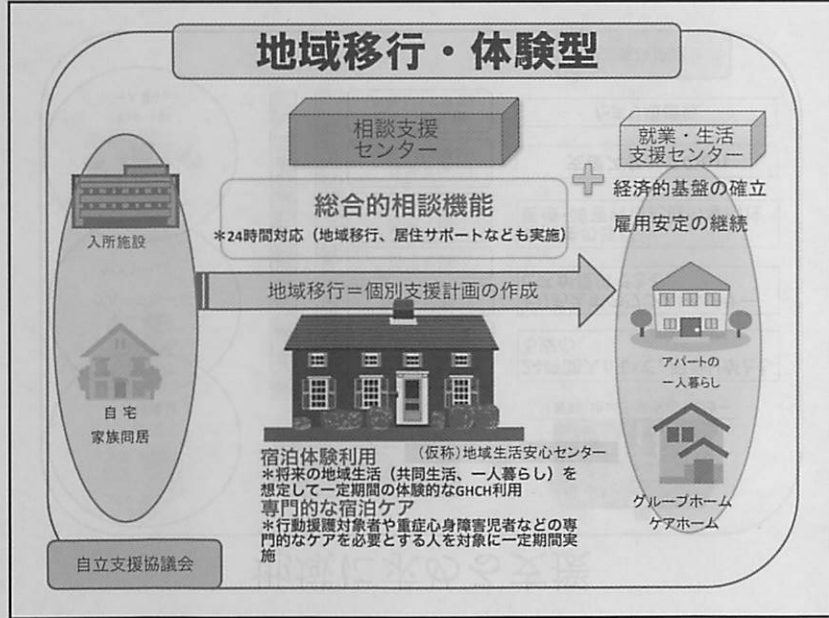 地域移行・体験型
相談支援
センター
就業・生活
支援センター
経済的基盤の確立
雇用安定の継続
総合的相談機能
*24時間対応（地域移行、居住サポートなども実施）
入所施設
地域移行＝個別支援計画の作成
自宅
家族同居
アパートの
一人暮らし
宿泊体験利用
（仮称）地域生活安心センター
*将来の地域生活（共同生活、一人暮らし）を
想定して一定期間の体験的なGHCH利用
専門的な宿泊ケア
*行動援護対象者や重症心身障害児者などの専
門的なケアを必要とする人を対象に一定期間実
施
グループホーム
ケアホーム
自立支援協議会
地域に求める支援